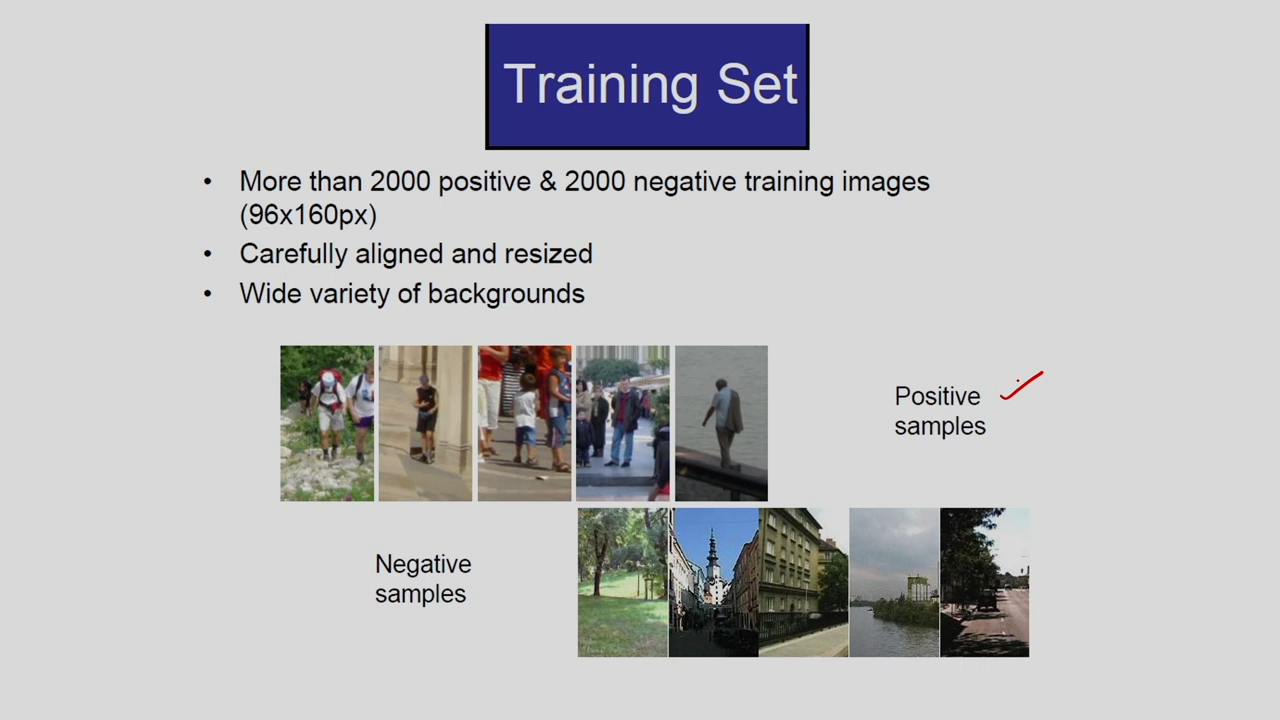 Training Set
• More than 2000 positive & 2000 negative training images
(96x160px)
• Carefully aligned and resized
• Wide variety of backgrounds
Positive
samples
Negative
samples